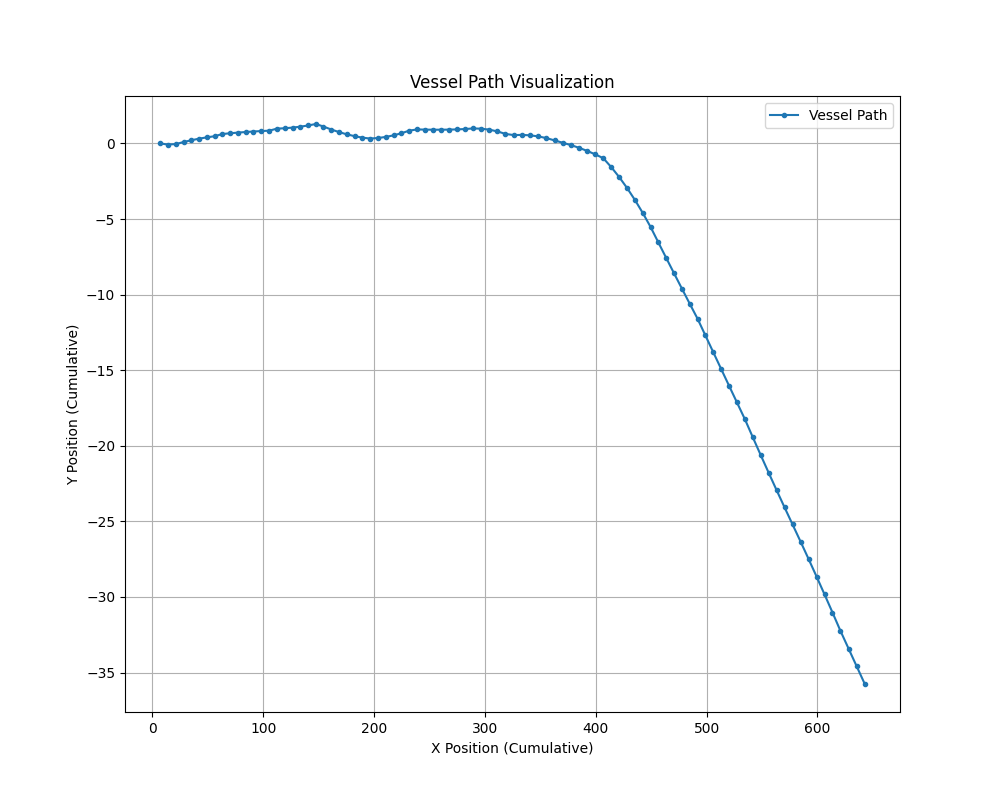 Vessel Path Visualization
Vessel Path
Y Position (Cumulative)
0
−5
−10
−15
−20
−25
−30
−35
0 100 200 300 400 500 600
X Position (Cumulative)